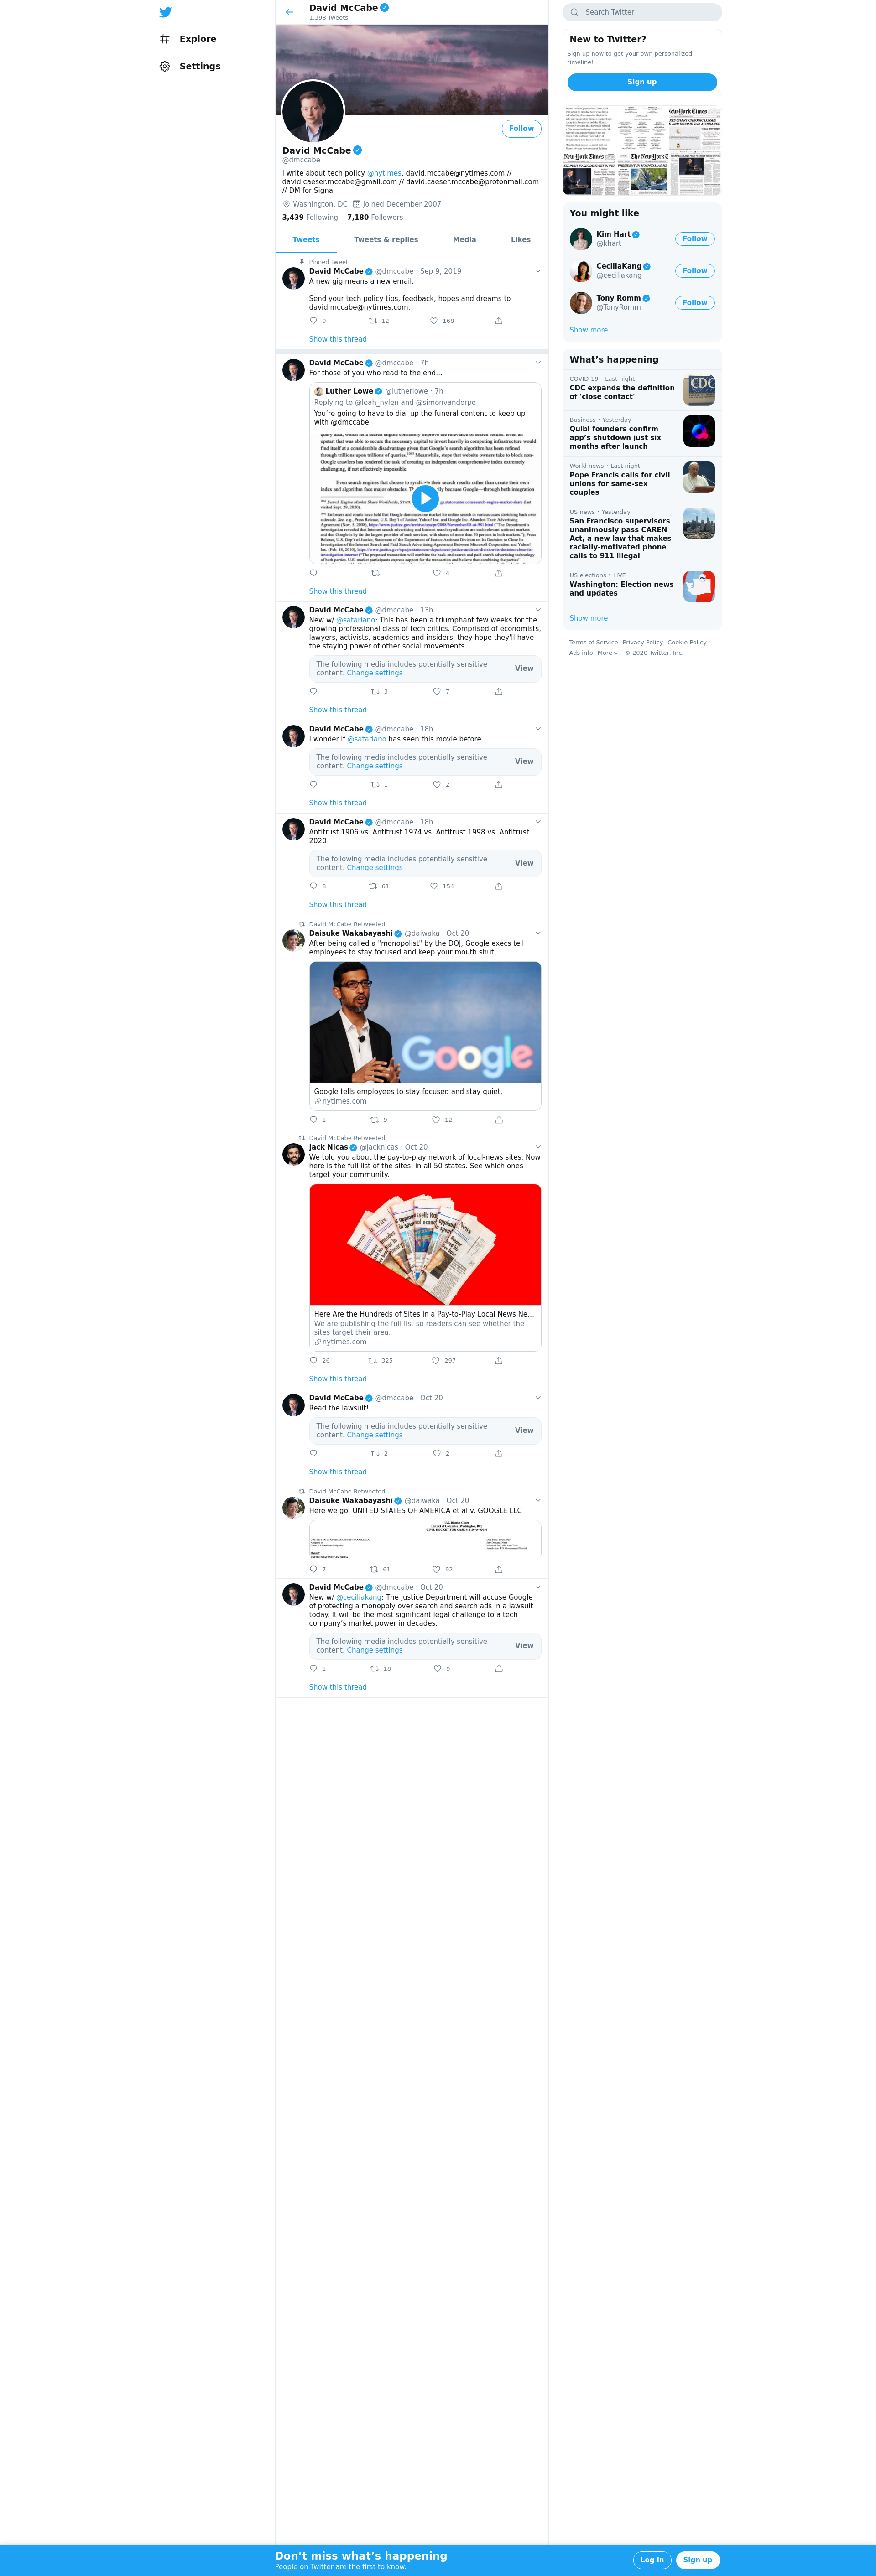 Explore
Settings
David McCabe
1,398 Tweets
Follow
David McCabe
@dmccabe
I write about tech policy @nytimes. david.mccabe@nytimes.com //
david.caeser.mccabe@gmail.com // david.caeser.mccabe@protonmail.com
// DM for Signal
Washington, DC Joined December 2007
3,439 Following 7,180 Followers
Tweets Tweets & replies Media Likes
Pinned Tweet
David McCabe @dmccabe · Sep 9, 2019
A new gig means a new email.
Send your tech policy tips, feedback, hopes and dreams to
david.mccabe@nytimes.com.
9 12 168
Show this thread
David McCabe @dmccabe · 7h
For those of you who read to the end...
Luther Lowe @lutherlowe · 7h
Replying to @leah_nylen and @simonvandorpe
You're going to have to dial up the funeral content to keep up
with @dmccabe
4
Show this thread
David McCabe @dmccabe · 13h
New w/ @satariano: This has been a triumphant few weeks for the
growing professional class of tech critics. Comprised of economists,
lawyers, activists, academics and insiders, they hope they'll have
the staying power of other social movements.
The following media includes potentially sensitive
content. Change settings
View
3 7
Show this thread
David McCabe @dmccabe · 18h
I wonder if @satariano has seen this movie before...
The following media includes potentially sensitive
content. Change settings
View
1 2
Show this thread
David McCabe @dmccabe · 18h
Antitrust 1906 vs. Antitrust 1974 vs. Antitrust 1998 vs. Antitrust
2020
The following media includes potentially sensitive
content. Change settings
View
8 61 154
Show this thread
David McCabe Retweeted
Daisuke Wakabayashi @daiwaka · Oct 20
After being called a "monopolist" by the DOJ, Google execs tell
employees to stay focused and keep your mouth shut
Google
Google tells employees to stay focused and stay quiet.
nytimes.com
1 9 12
David McCabe Retweeted
Jack Nicas @jacknicas · Oct 20
We told you about the pay-to-play network of local-news sites. Now
here is the full list of the sites, in all 50 states. See which ones
target your community.
Here Are the Hundreds of Sites in a Pay-to-Play Local News Ne...
We are publishing the full list so readers can see whether the
sites target their area.
nytimes.com
26 325 297
Show this thread
David McCabe @dmccabe · Oct 20
Read the lawsuit!
The following media includes potentially sensitive
content. Change settings
View
2 2
Show this thread
David McCabe Retweeted
Daisuke Wakabayashi @daiwaka · Oct 20
Here we go: UNITED STATES OF AMERICA et al v. GOOGLE LLC
7 61 92
David McCabe @dmccabe · Oct 20
New w/ @ceciliakang: The Justice Department will accuse Google
of protecting a monopoly over search and search ads in a lawsuit
today. It will be the most significant legal challenge to a tech
company's market power in decades.
The following media includes potentially sensitive
content. Change settings
View
1 18 9
Show this thread
Search Twitter
New to Twitter?
Sign up now to get your own personalized
timeline!
Sign up
You might like
Kim Hart
@khart
Follow
CeciliaKang
@ceciliakang
Follow
Tony Romm
@TonyRomm
Follow
Show more
What's happening
COVID-19 · Last night
CDC expands the definition
of 'close contact'
Business · Yesterday
Quibi founders confirm
app's shutdown just six
months after launch
World news · Last night
Pope Francis calls for civil
unions for same-sex
couples
US news · Yesterday
San Francisco supervisors
unanimously pass CAREN
Act, a new law that makes
racially-motivated phone
calls to 911 illegal
US elections · LIVE
Washington: Election news
and updates
Show more
Terms of Service Privacy Policy Cookie Policy
Ads info More © 2020 Twitter, Inc.
Don't miss what's happening
People on Twitter are the first to know.
Log in
Sign up